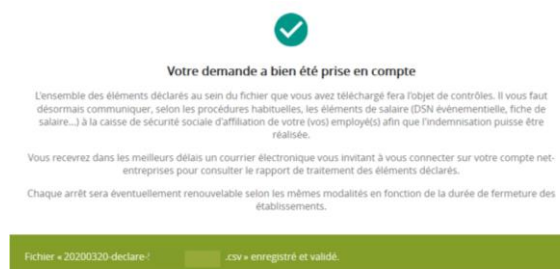 Votre demande a bien été prise en compte
L'ensemble des éléments déclarés au sein du fichier que vous avez téléchargé fera l'objet de contrôles. Il vous faut
désormais communiquer, selon les procédures habituelles, les éléments de salaire (DSN événementielle, fiche de
salaire...) à la caisse de sécurité sociale d'affiliation de votre (vos) employé(s) afin que l'indemnisation puisse être
réalisée.
Vous recevrez dans les meilleurs délais un courrier électronique vous invitant à vous connecter sur votre compte net-
entreprises pour consulter le rapport de traitement des éléments déclarés.
Chaque arrêt sera éventuellement renouvelable selon les mêmes modalités en fonction de la durée de fermeture des
établissements.
Fichier « 20200320-declare- .csv » enregistré et validé.